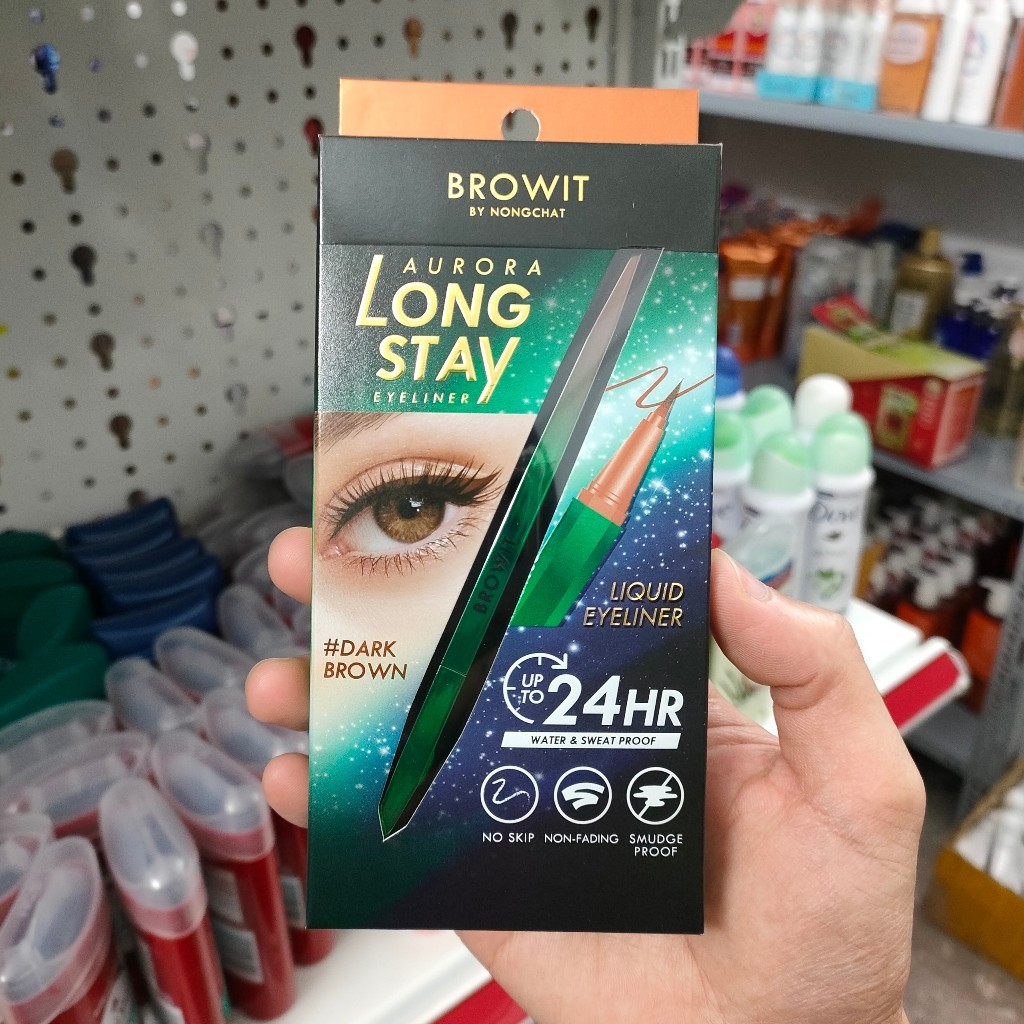 BROWIT
BY NONGCHAT
AURORA
LONG
STAY
EYELINER
BROWIT
LIQUID
EYELINER
#DARK
BROWN
UP
TO
24HR
WATER & SWEAT PROOF
NO SKIP
NON-FADING
SMUDGE
PROOF
Dove